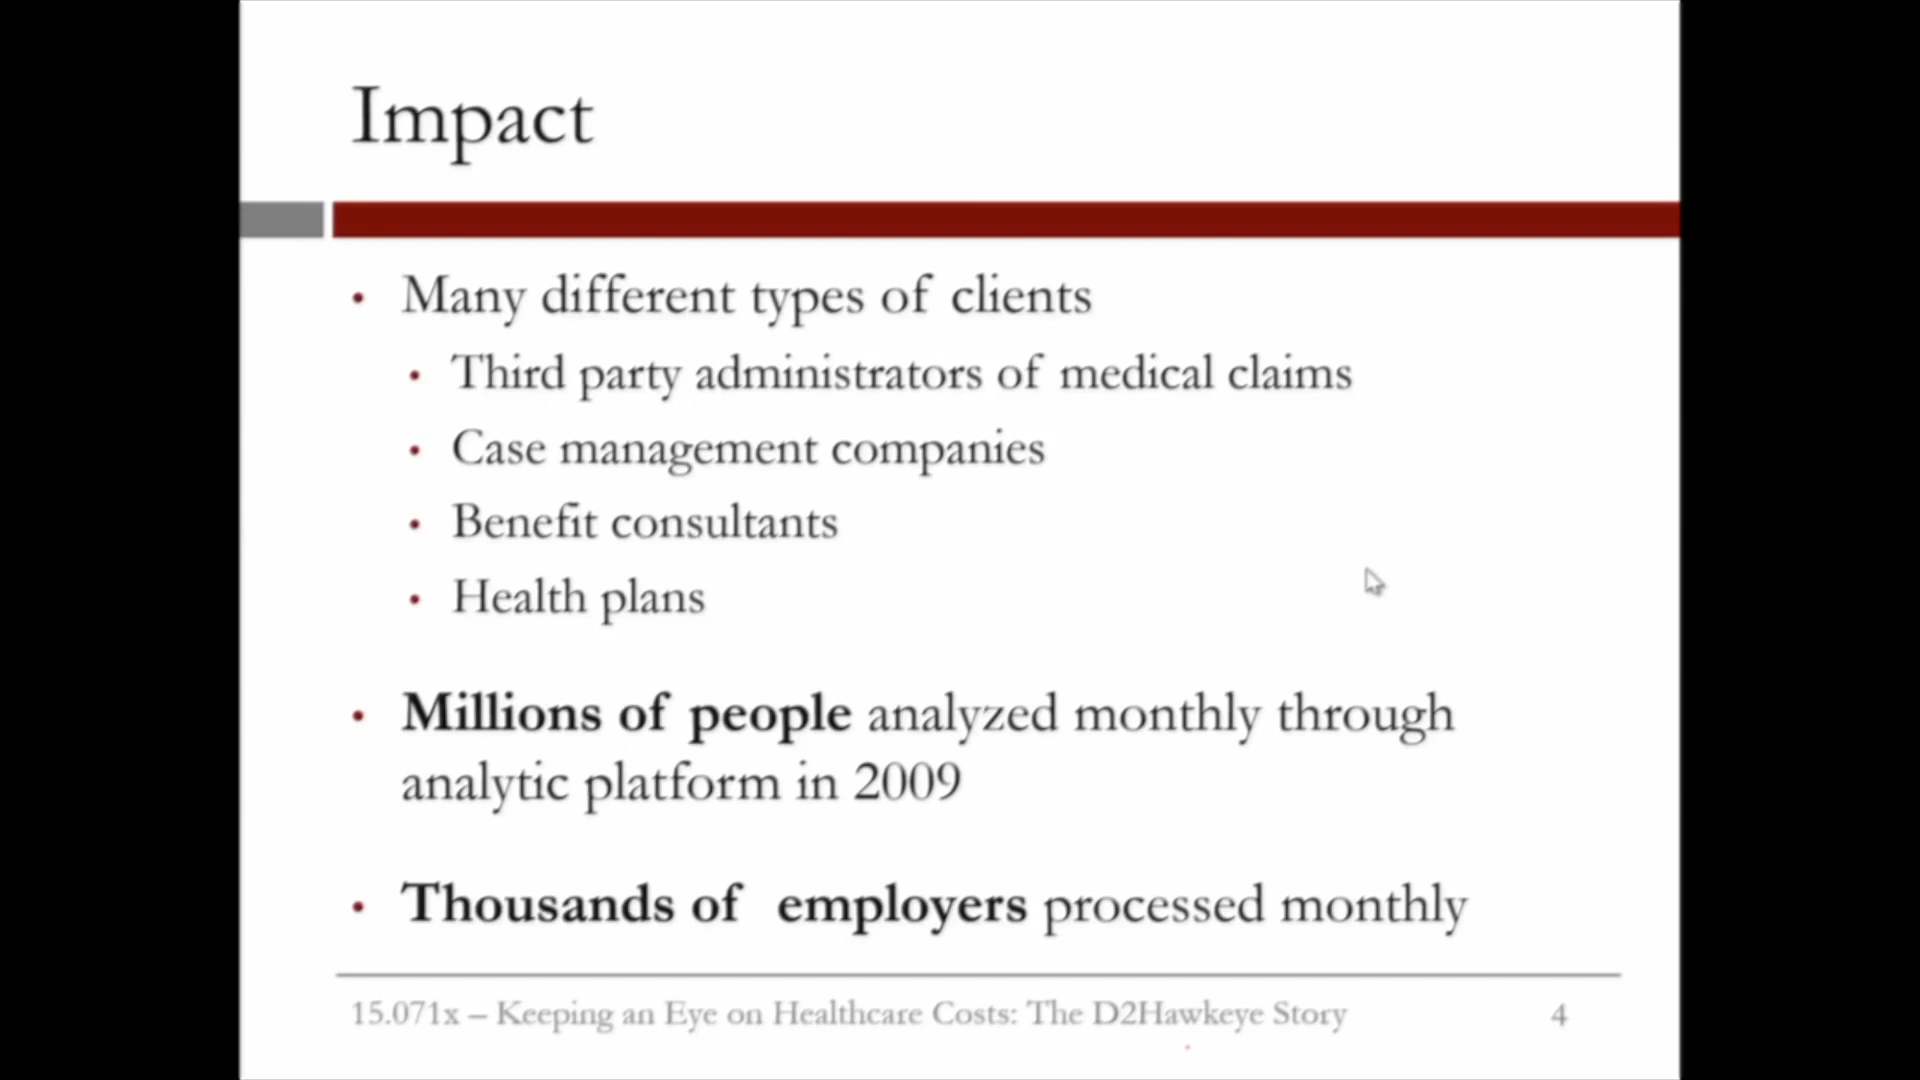 Impact
• Many different types of clients
• Third party administrators of medical claims
• Case management companies
• Benefit consultants
• Health plans
• Millions of people analyzed monthly through
analytic platform in 2009
• Thousands of employers processed monthly
15.071x – Keeping an Eye on Healthcare Costs: The D2Hawkeye Story 4